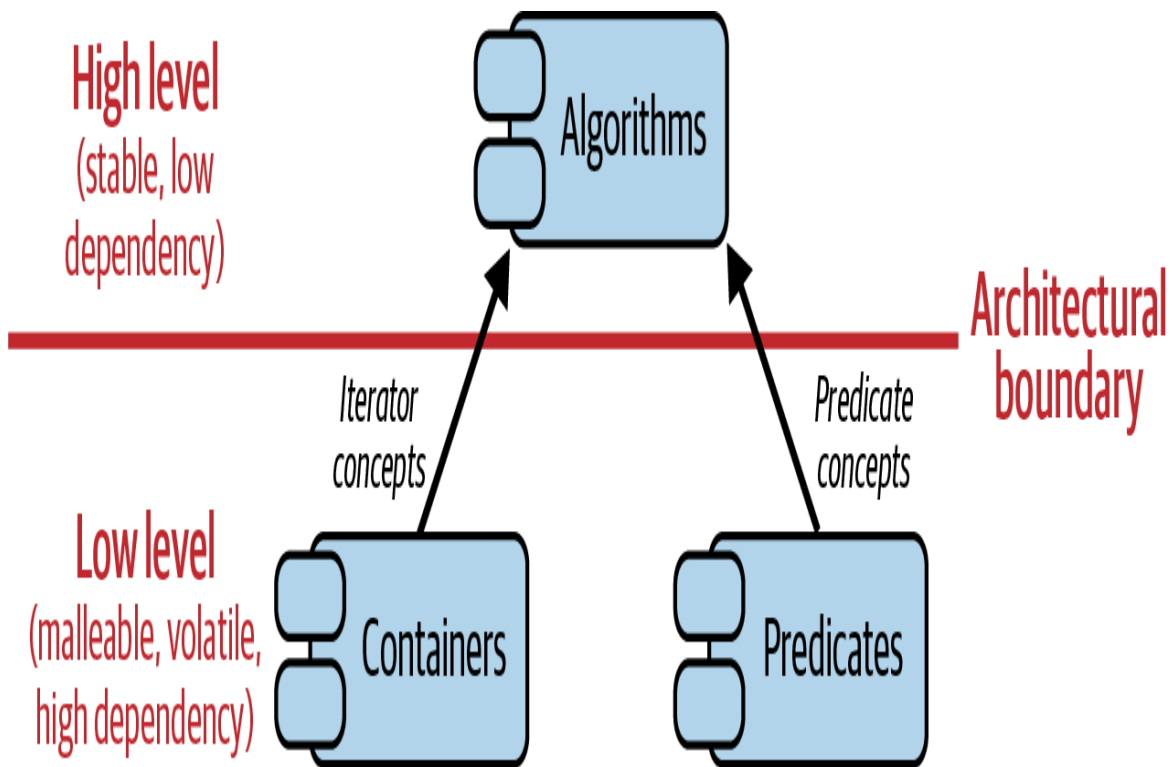 High level
(stable, low
dependency)
Algorithms
Architectural
boundary
Iterator
concepts
Predicate
concepts
Low level
(malleable, volatile,
high dependency)
Containers
Predicates